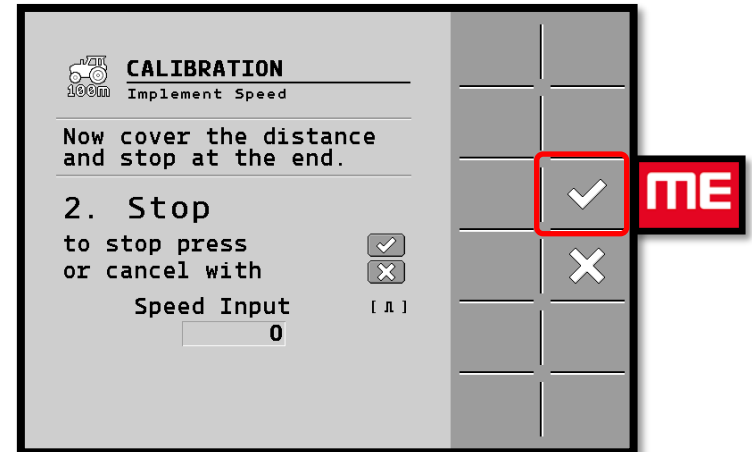 CALIBRATION
100m
Implement Speed
Now cover the distance
and stop at the end.
2. Stop
to stop press
or cancel with
Speed Input
0
ME